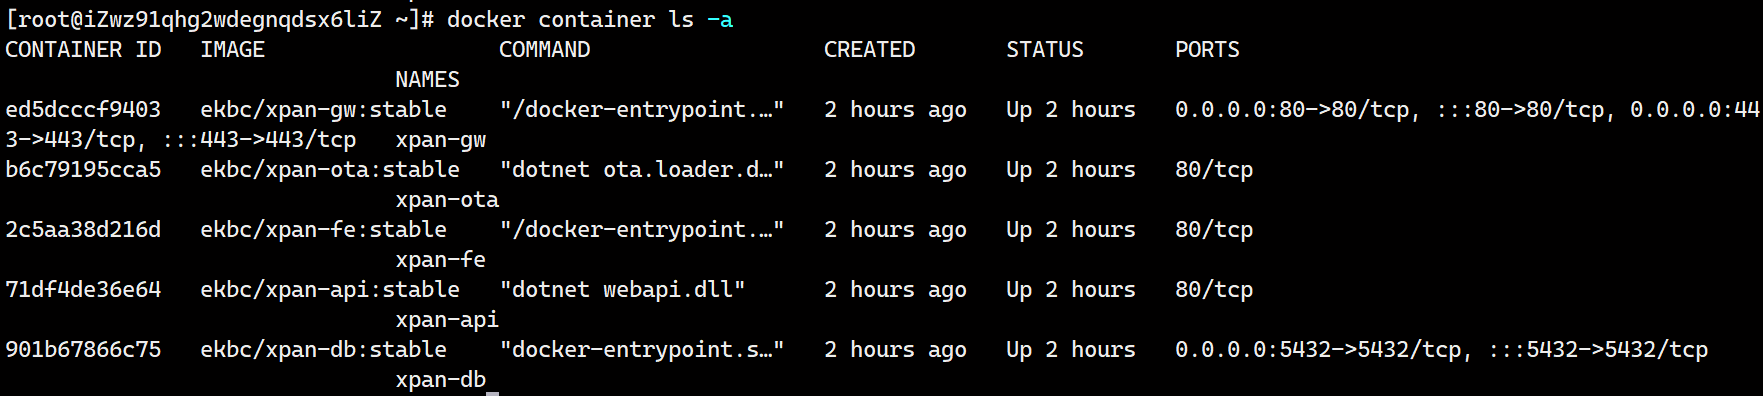 [root@iZwz91qhg2wdegnqdsx6liZ ~]# docker container ls -a
CONTAINER ID   IMAGE                  COMMAND                  CREATED       STATUS       PORTS
                              NAMES
ed5dcccf9403   ekbc/xpan-gw:stable    "/docker-entrypoint.…"   2 hours ago   Up 2 hours   0.0.0.0:80->80/tcp, :::80->80/tcp, 0.0.0.0:44
3->443/tcp, :::443->443/tcp   xpan-gw
b6c79195cca5   ekbc/xpan-ota:stable   "dotnet ota.loader.d…"   2 hours ago   Up 2 hours   80/tcp
                              xpan-ota
2c5aa38d216d   ekbc/xpan-fe:stable    "/docker-entrypoint.…"   2 hours ago   Up 2 hours   80/tcp
                              xpan-fe
71df4de36e64   ekbc/xpan-api:stable   "dotnet webapi.dll"      2 hours ago   Up 2 hours   80/tcp
                              xpan-api
901b67866c75   ekbc/xpan-db:stable    "docker-entrypoint.s…"   2 hours ago   Up 2 hours   0.0.0.0:5432->5432/tcp, :::5432->5432/tcp
                              xpan-db